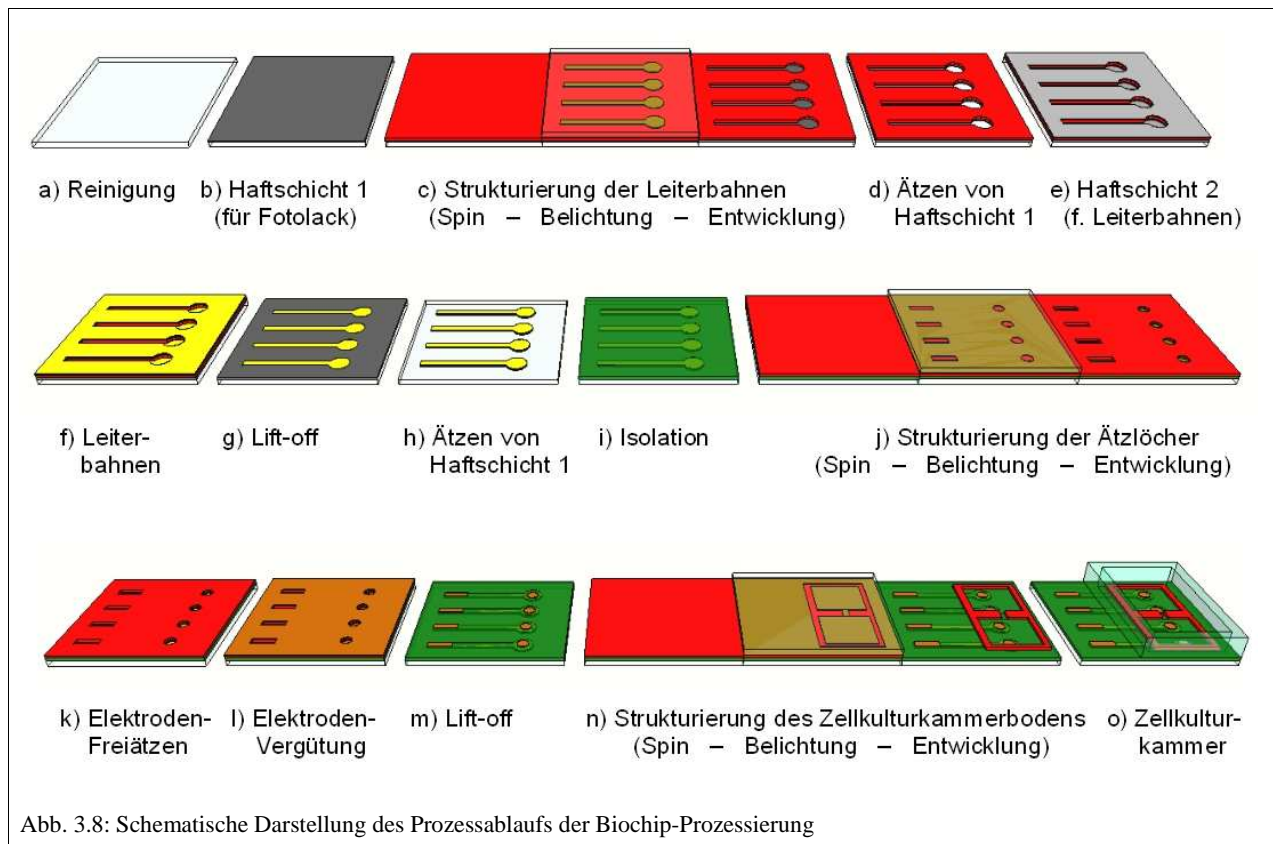 a) Reinigung
b) Haftschicht 1
(für Fotolack)
c) Strukturierung der Leiterbahnen
(Spin – Belichtung – Entwicklung)
d) Ätzen von
Haftschicht 1
e) Haftschicht 2
(f. Leiterbahnen)
f) Leiter-
bahnen
g) Lift-off
h) Ätzen von
Haftschicht 1
i) Isolation
j) Strukturierung der Ätzlöcher
(Spin – Belichtung – Entwicklung)
k) Elektroden-
Freiätzen
l) Elektroden-
Vergütung
m) Lift-off
n) Strukturierung des Zellkulturkammerbodens
(Spin – Belichtung – Entwicklung)
o) Zellkultur-
kammer
Abb. 3.8: Schematische Darstellung des Prozessablaufs der Biochip-Prozessierung